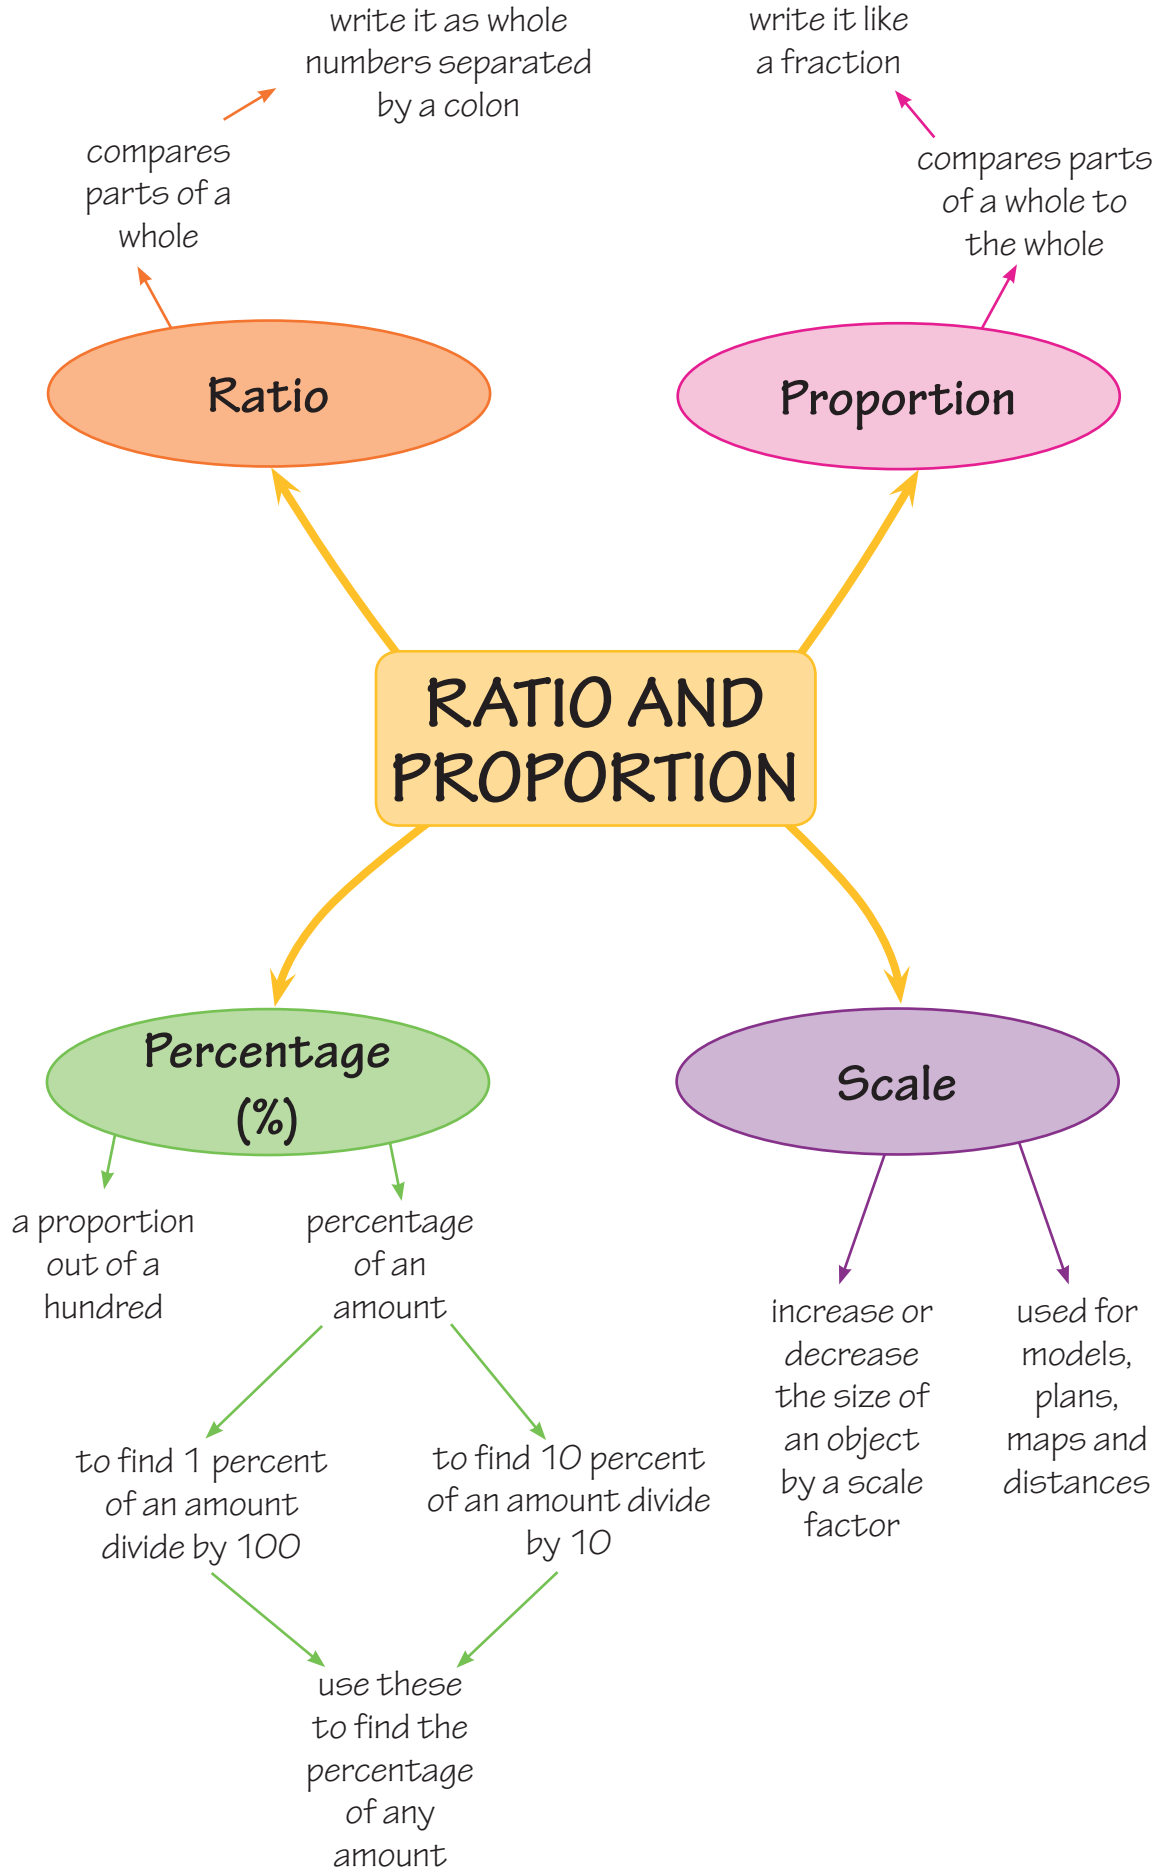 write it as whole
numbers separated
by a colon
compares
parts of a
whole
Ratio
write it like
a fraction
compares parts
of a whole to
the whole
Proportion
RATIO AND
PROPORTION
Percentage
(%)
a proportion
out of a
hundred
percentage
of an
amount
to find 1 percent
of an amount
divide by 100
to find 10 percent
of an amount divide
by 10
use these
to find the
percentage
of any
amount
Scale
increase or
decrease
the size of
an object
by a scale
factor
used for
models,
plans,
maps and
distances